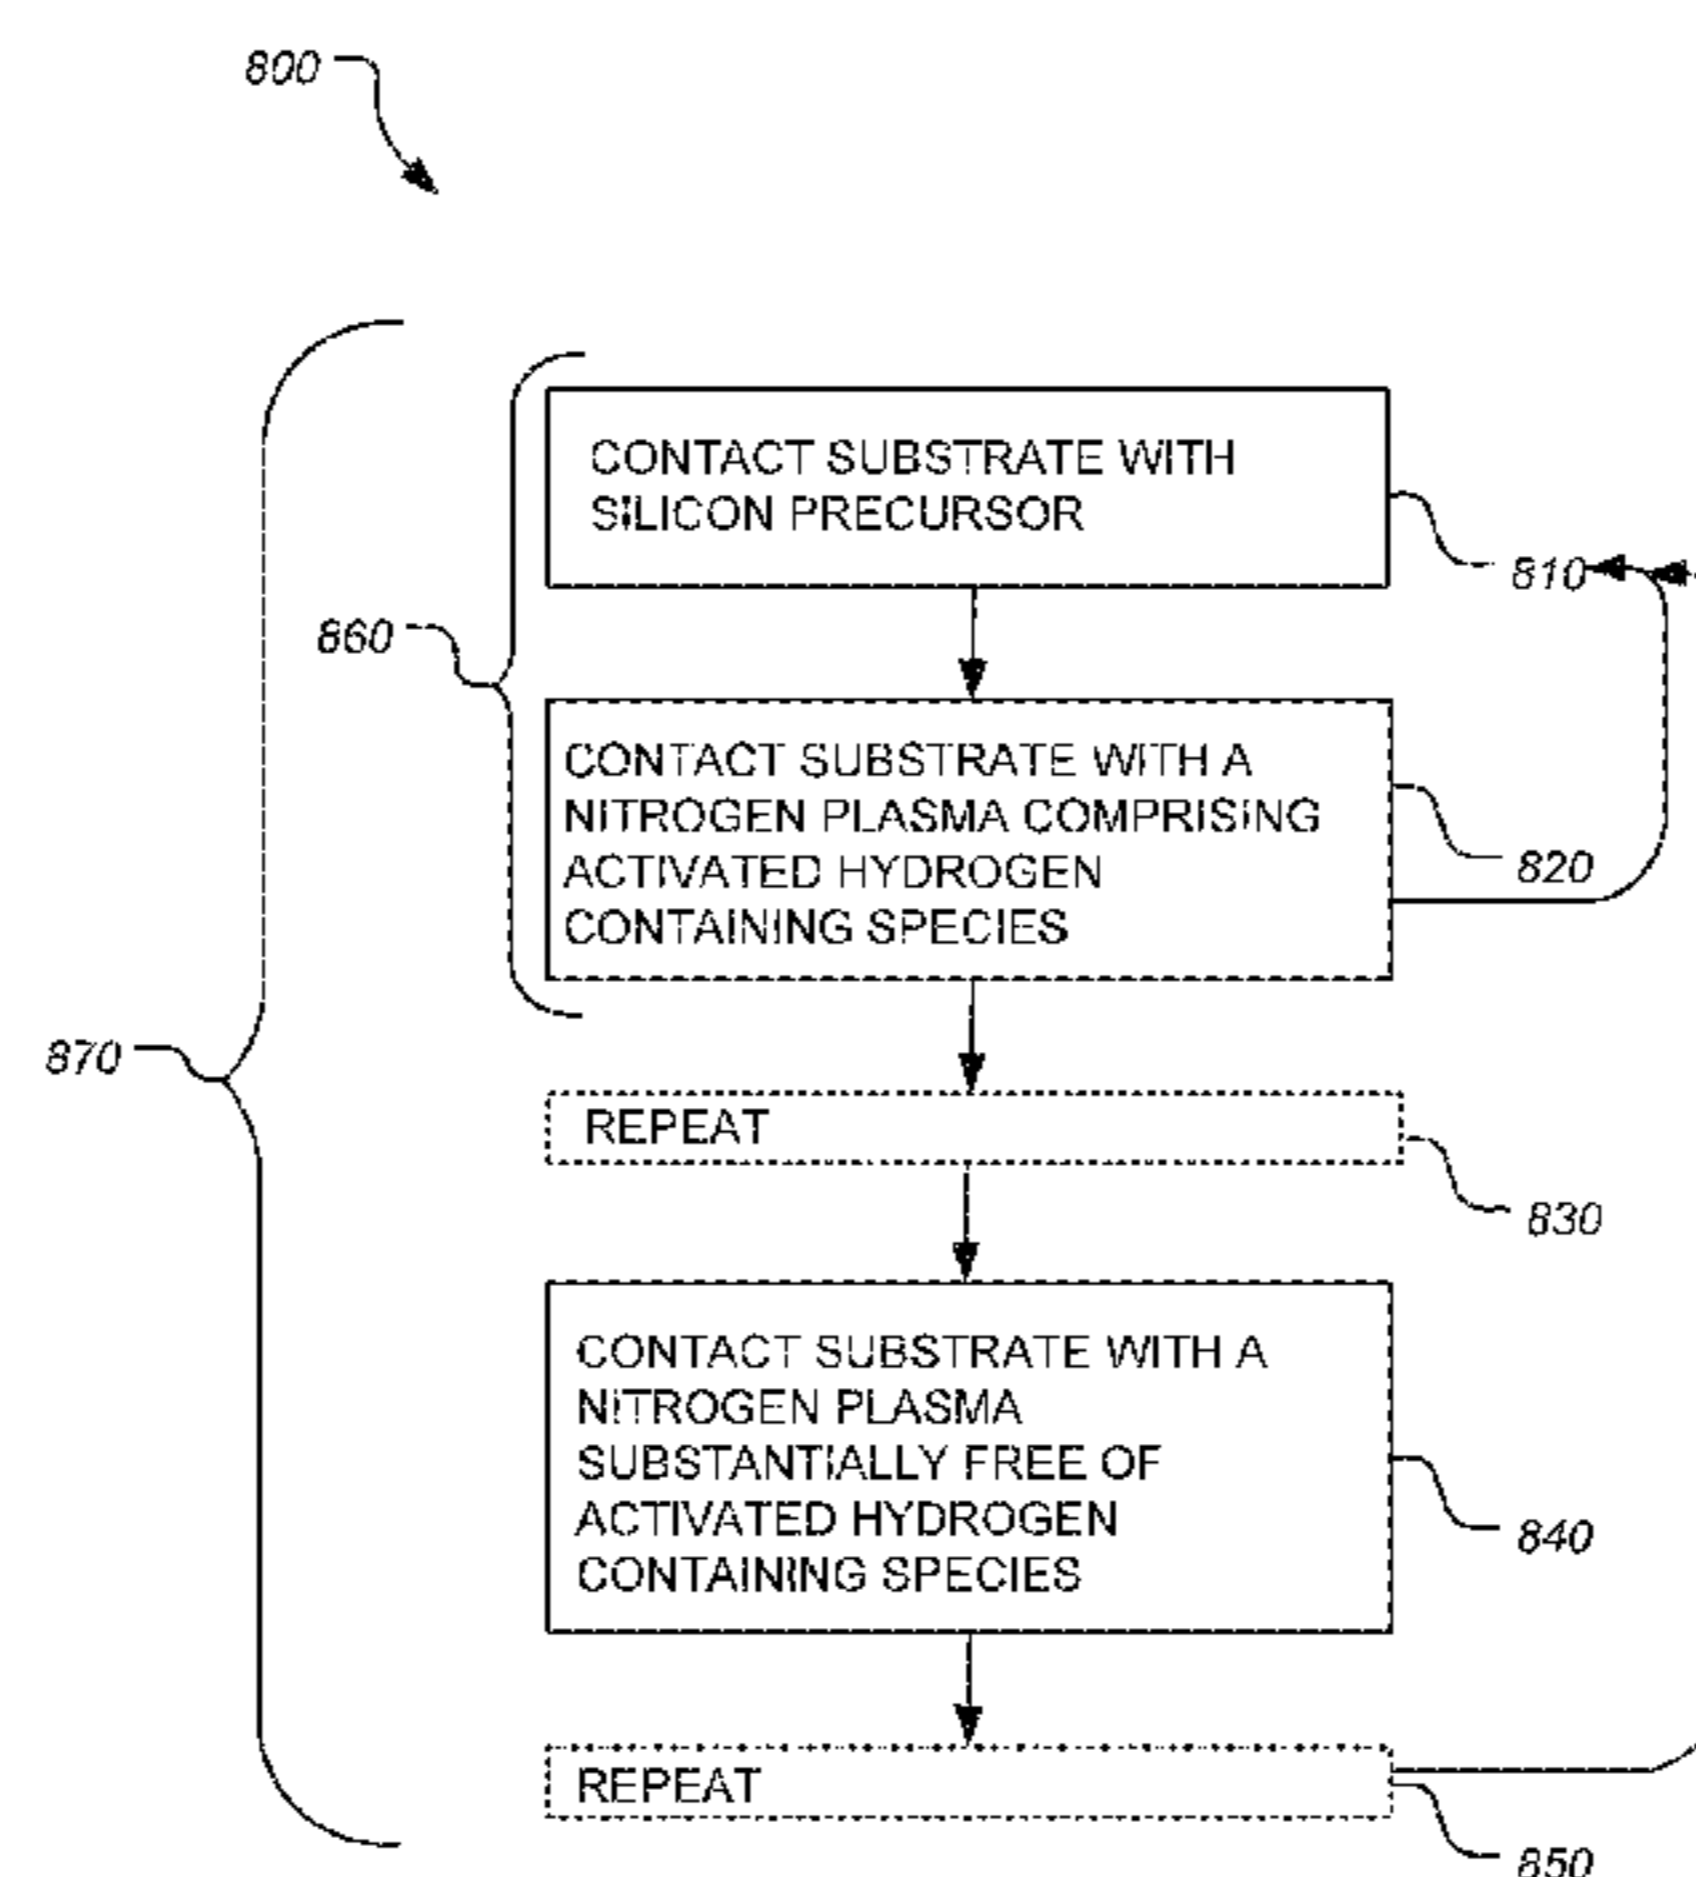 800
CONTACT SUBSTRATE WITH
SILICON PRECURSOR
810
860
CONTACT SUBSTRATE WITH A
NITROGEN PLASMA COMPRISING
ACTIVATED HYDROGEN
CONTAINING SPECIES
820
870
REPEAT
830
CONTACT SUBSTRATE WITH A
NITROGEN PLASMA
SUBSTANTIALLY FREE OF
ACTIVATED HYDROGEN
CONTAINING SPECIES
840
REPEAT
850